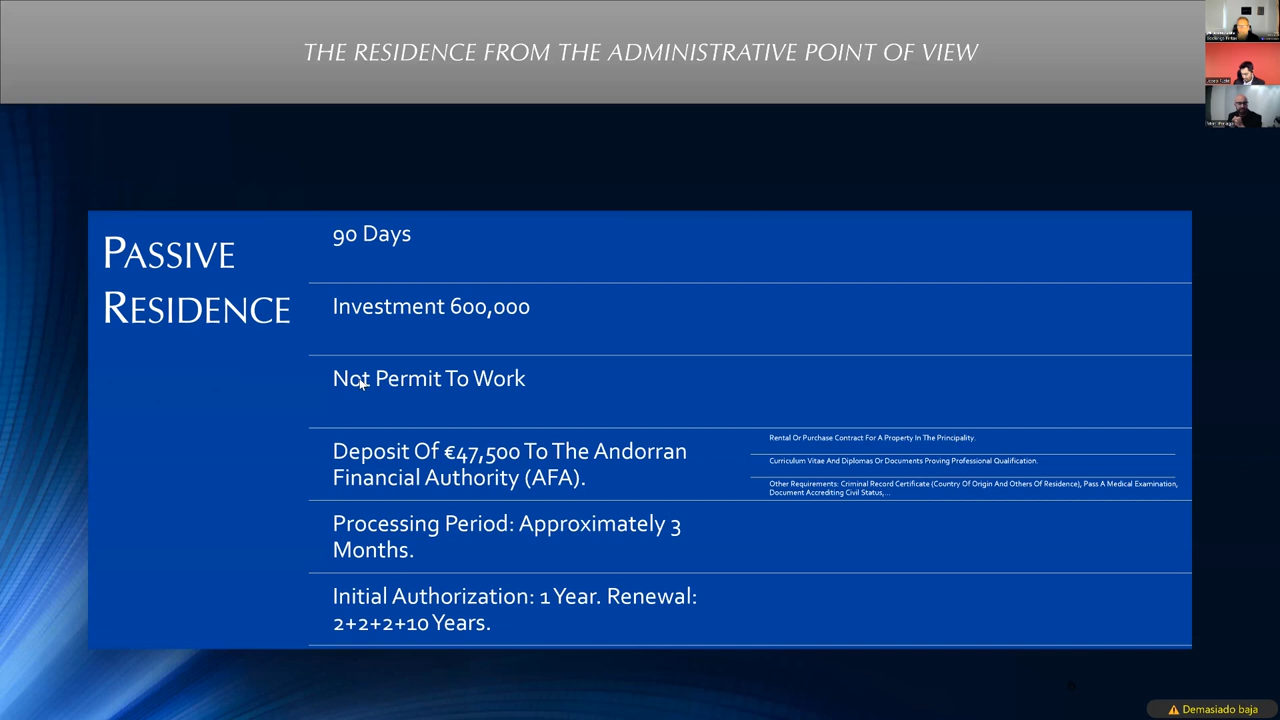 THE RESIDENCE FROM THE ADMINISTRATIVE POINT OF VIEW
PASSIVE
RESIDENCE
90 Days
Investment 600,000
Not Permit To Work
Deposit Of €47,500 To The Andorran
Financial Authority (AFA).
Rental Or Purchase Contract For A Property In The Principality.
Curriculum Vitae And Diplomas Or Documents Proving Professional Qualification.
Other Requirements: Criminal Record Certificate (Country Of Origin And Others Of Residence), Pass A Medical Examination,
Document Accrediting Civil Status,...
Processing Period: Approximately 3
Months.
Initial Authorization: 1 Year. Renewal:
2+2+2+10 Years.
Demasiado baja